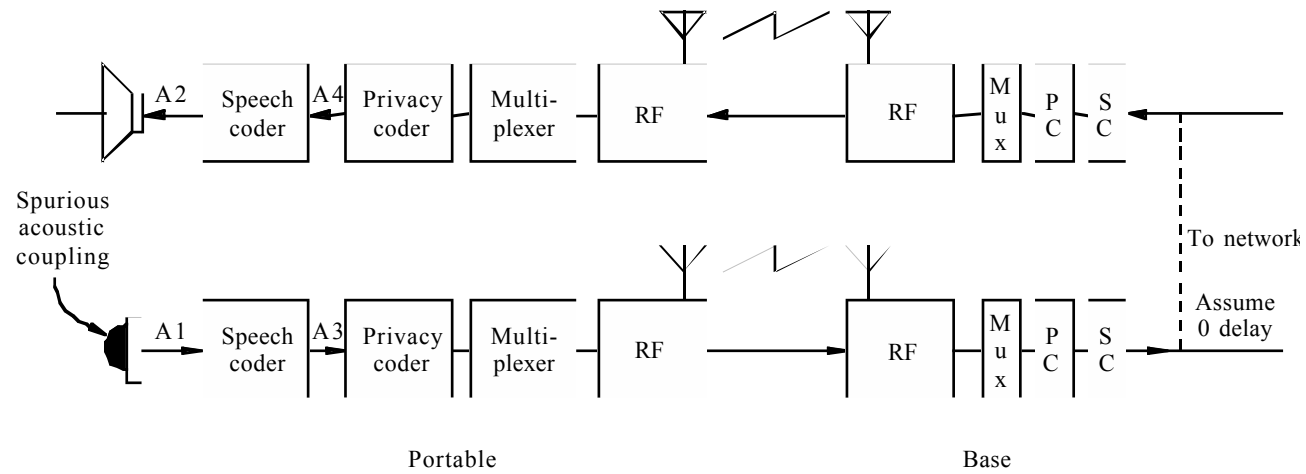 A2
Speech
coder
A4
Privacy
coder
Multi-
plexer
RF
RF
M
u
x
P
C
S
C
Spurious
acoustic
coupling
To network
A1
Speech
coder
A3
Privacy
coder
Multi-
plexer
RF
RF
M
u
x
P
C
S
C
Assume
0 delay
Portable
Base